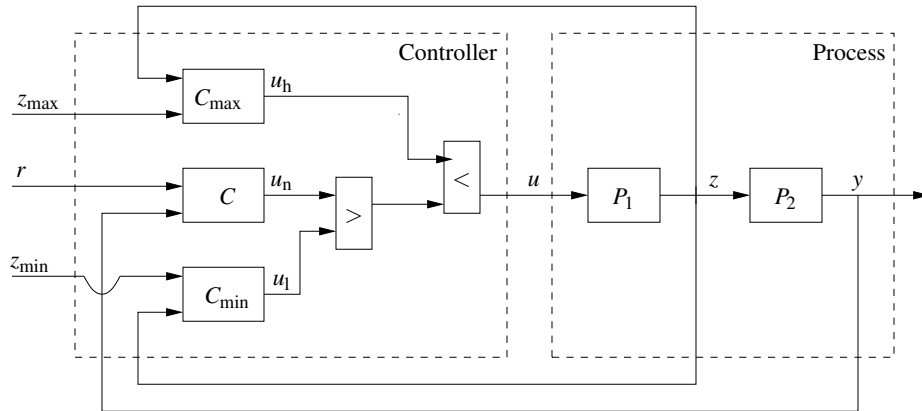 Controller
Process
z_max
C_max
u_h
<
r
C
u_n
>
u
P_1
z
P_2
y
z_min
C_min
u_l